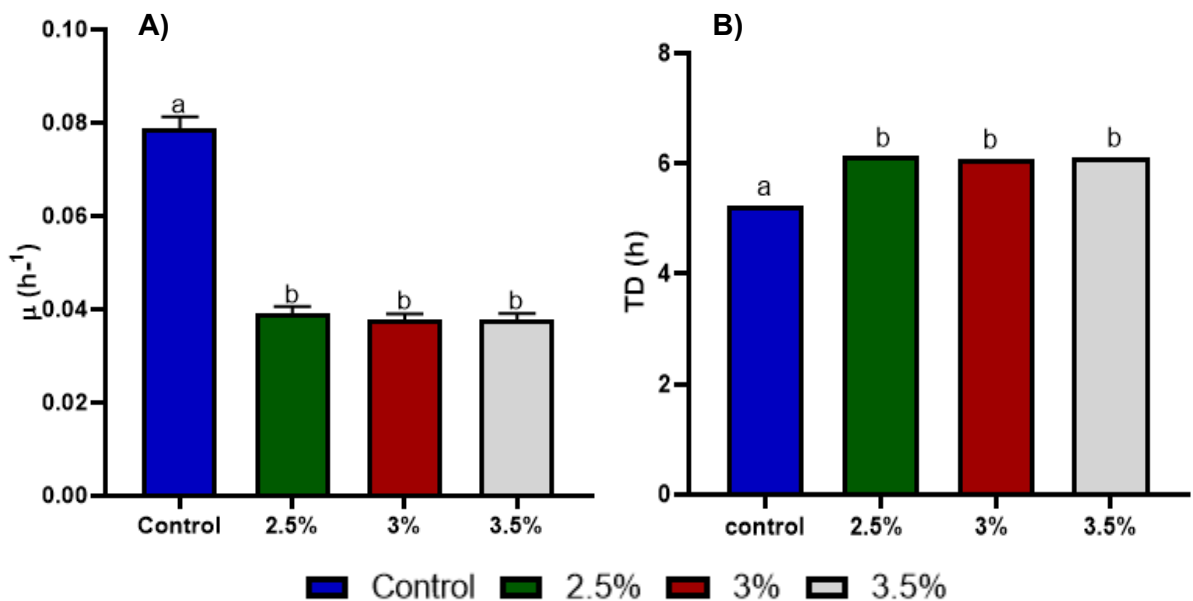 A)
0.10
0.08
0.06
0.04
0.02
0.00
μ (h-¹)
a
b
b
b
Control
2.5%
3%
3.5%
B)
8
6
4
2
0
TD (h)
a
b
b
b
control
2.5%
3%
3.5%
Control 2.5% 3% 3.5%